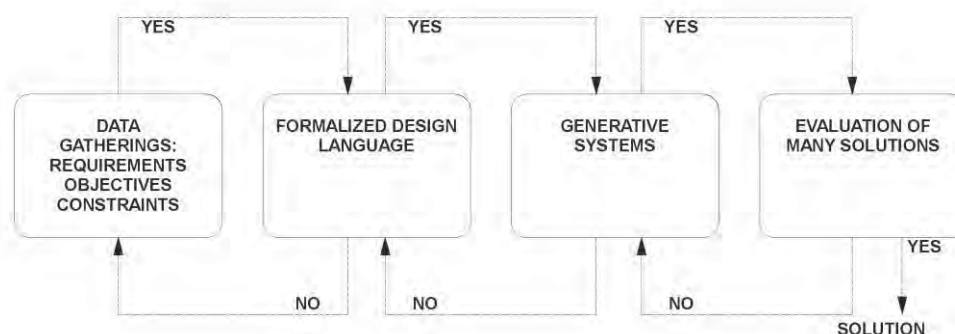 YES
YES
YES
DATA
GATHERINGS:
REQUIREMENTS
OBJECTIVES
CONSTRAINTS
FORMALIZED DESIGN
LANGUAGE
GENERATIVE
SYSTEMS
EVALUATION OF
MANY SOLUTIONS
NO
NO
NO
YES
SOLUTION